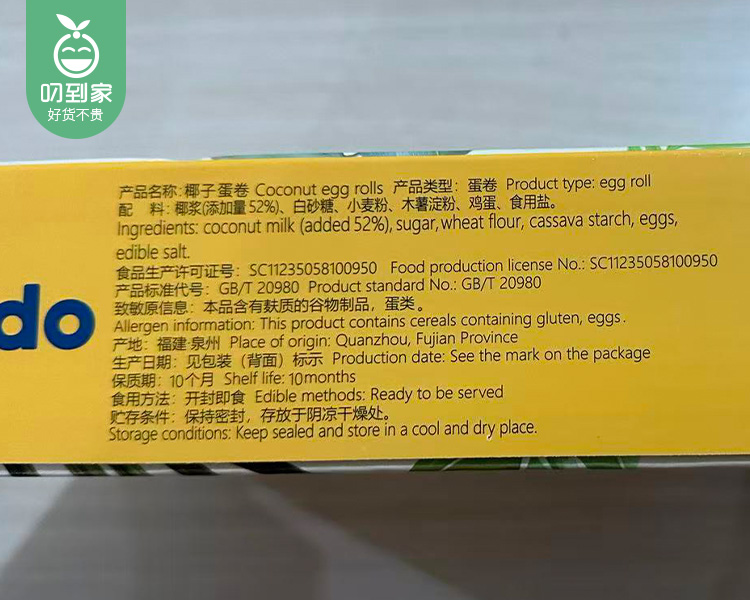 叨到家
好货不贵
产品名称: 椰子蛋卷 Coconut egg rolls 产品类型: 蛋卷 Product type: egg roll
配 料: 椰浆(添加量52%)、白砂糖、小麦粉、木薯淀粉、鸡蛋、食用盐。
Ingredients: coconut milk (added 52%), sugar, wheat flour, cassava starch, eggs,
edible salt.
食品生产许可证号: SC11235058100950 Food production license No.: SC11235058100950
产品标准代号: GB/T 20980 Product standard No.: GB/T 20980
致敏原信息: 本品含有麸质的谷物制品, 蛋类。
Allergen information: This product contains cereals containing gluten, eggs.
产地: 福建·泉州 Place of origin: Quanzhou, Fujian Province
生产日期: 见包装 (背面) 标示 Production date: See the mark on the package
保质期: 10个月 Shelf life: 10months
食用方法: 开封即食 Edible methods: Ready to be served
贮存条件: 保持密封, 存放于阴凉干燥处。
Storage conditions: Keep sealed and store in a cool and dry place.
do